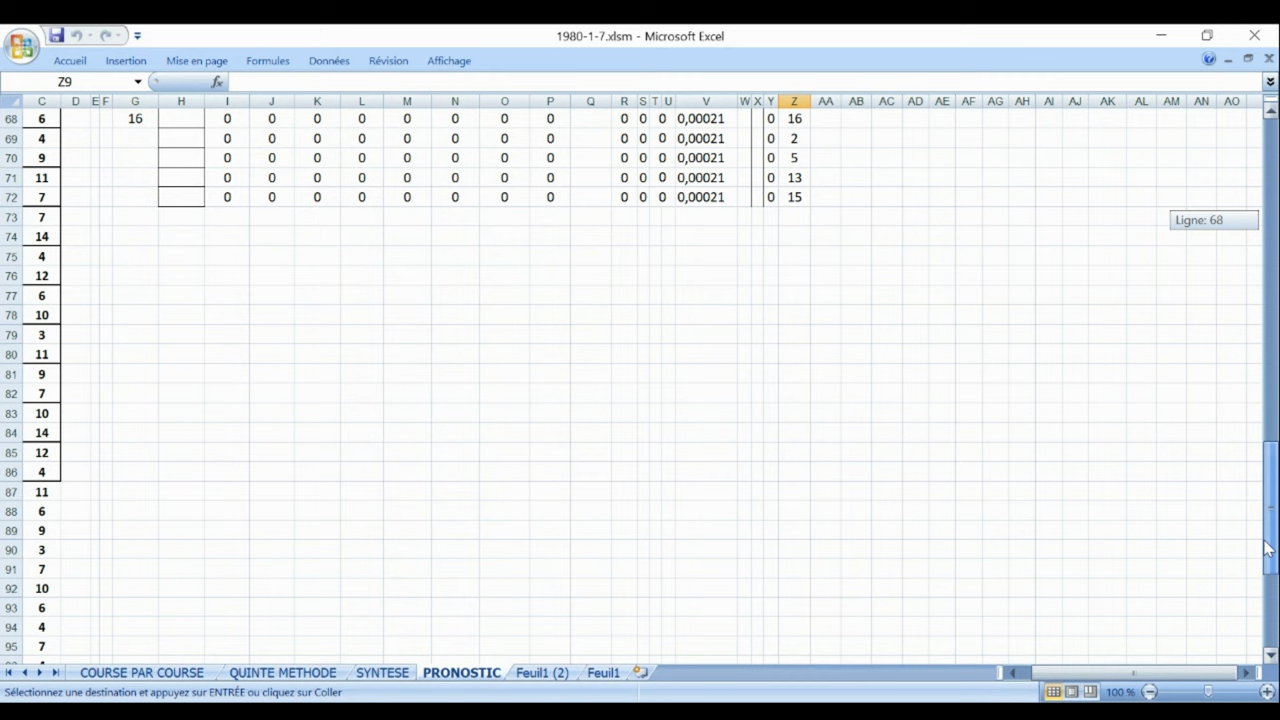 1980-1-7.xlsm - Microsoft Excel
Accueil Insertion Mise en page Formules Données Révision Affichage
Z9 fx
C D E F G H I J K L M N O P Q R S T U V W X Y Z AA AB AC AD AE AF AG AH AI AJ AK AL AM AN AO
68 6 16 0 0 0 0 0 0 0 0 0 0 0 0 0,00021 0 16
69 4 0 0 0 0 0 0 0 0 0 0 0 0 0,00021 0 2
70 9 0 0 0 0 0 0 0 0 0 0 0 0 0,00021 0 5
71 11 0 0 0 0 0 0 0 0 0 0 0 0 0,00021 0 13
72 7 0 0 0 0 0 0 0 0 0 0 0 0 0,00021 0 15
73 7
Ligne: 68
74 14
75 4
76 12
77 6
78 10
79 3
80 11
81 9
82 7
83 10
84 14
85 12
86 4
87 11
88 6
89 9
90 3
91 7
92 10
93 6
94 4
95 7
COURSE PAR COURSE QUINTE METHODE SYNTESE PRONOSTIC Feuil1 (2) Feuil1
Sélectionnez une destination et appuyez sur ENTRÉE ou cliquez sur Coller 100 %